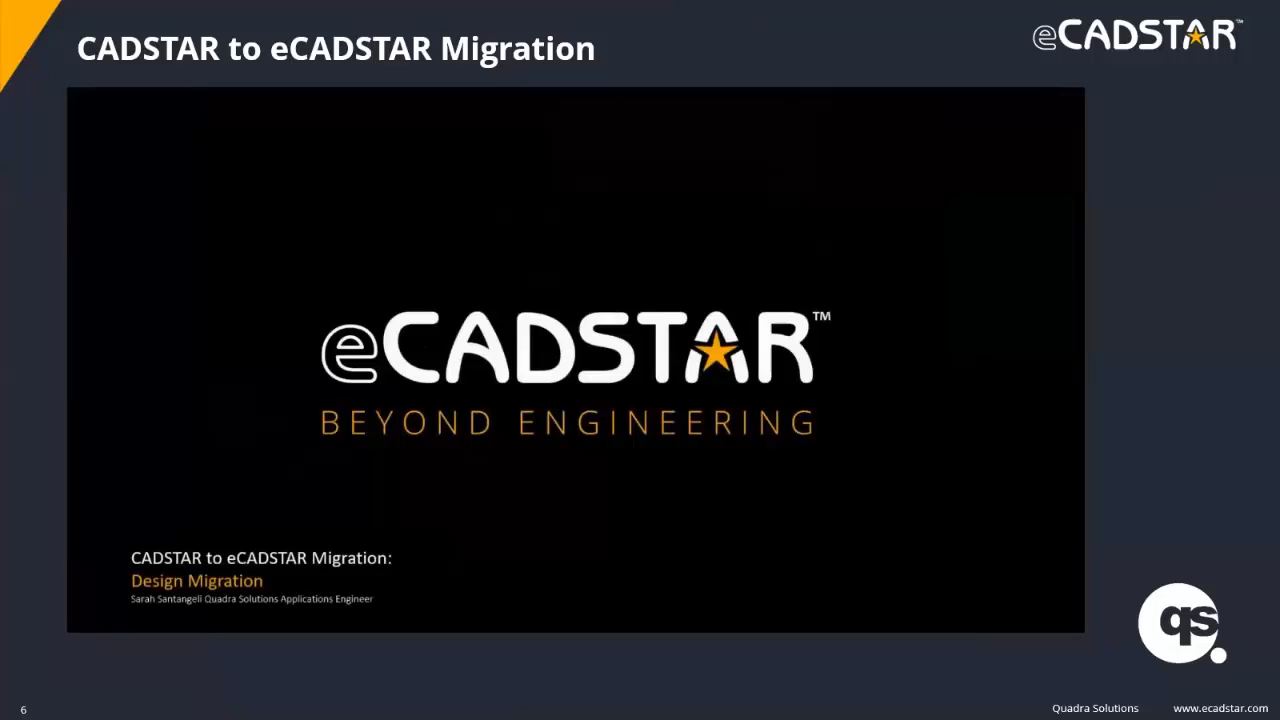 CADSTAR to eCADSTAR Migration
eCADSTAR™
eCADSTAR™
BEYOND ENGINEERING
CADSTAR to eCADSTAR Migration:
Design Migration
Sarah Santangeli Quadra Solutions Applications Engineer
qs
6
Quadra Solutions
www.ecadstar.com